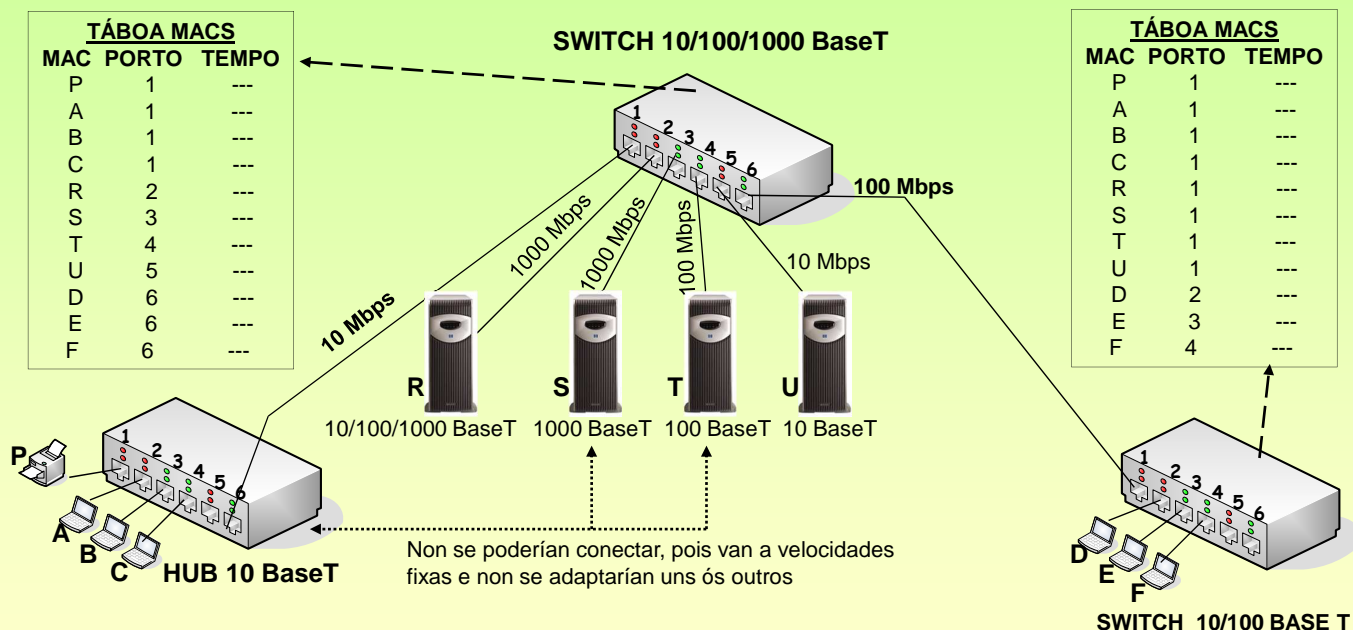 TÁBOA MACS
MAC PORTO TEMPO
P 1 ---
A 1 ---
B 1 ---
C 1 ---
R 2 ---
S 3 ---
T 4 ---
U 5 ---
D 6 ---
E 6 ---
F 6 ---
SWITCH 10/100/1000 BaseT
1 2 3 4 5 6
TÁBOA MACS
MAC PORTO TEMPO
P 1 ---
A 1 ---
B 1 ---
C 1 ---
R 1 ---
S 1 ---
T 1 ---
U 1 ---
D 2 ---
E 3 ---
F 4 ---
10 Mbps
1000 Mbps
1000 Mbps
100 Mbps
10 Mbps
100 Mbps
R
S
T
U
10/100/1000 BaseT
1000 BaseT
100 BaseT
10 BaseT
1 2 3 4 5 6
P
A
B
C
HUB 10 BaseT
Non se poderían conectar, pois van a velocidades
fixas e non se adaptarían uns ós outros
1 2 3 4 5 6
D
E
F
SWITCH 10/100 BASE T